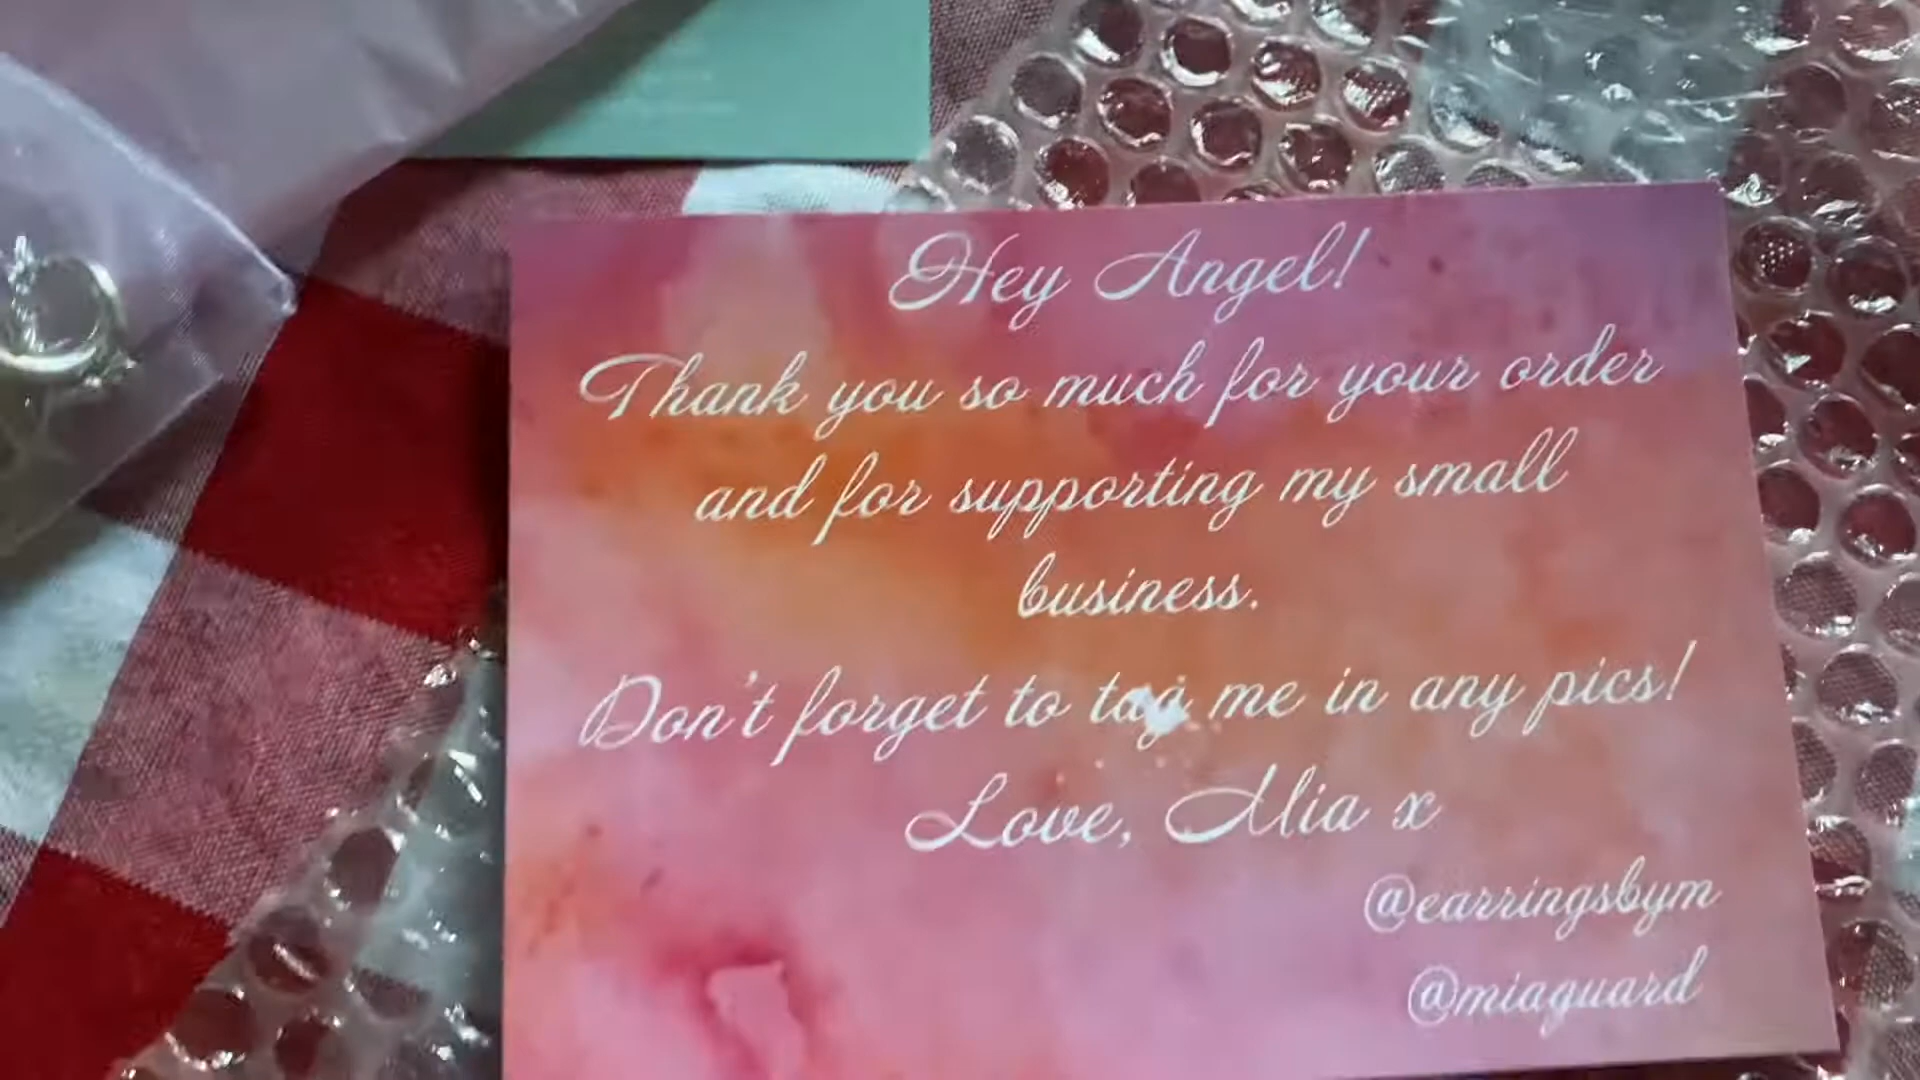 Hey Angel!
Thank you so much for your order
and for supporting my small
business.
Don't forget to tag me in any pics!
Love, Mia x
@earringsbym
@miaguard